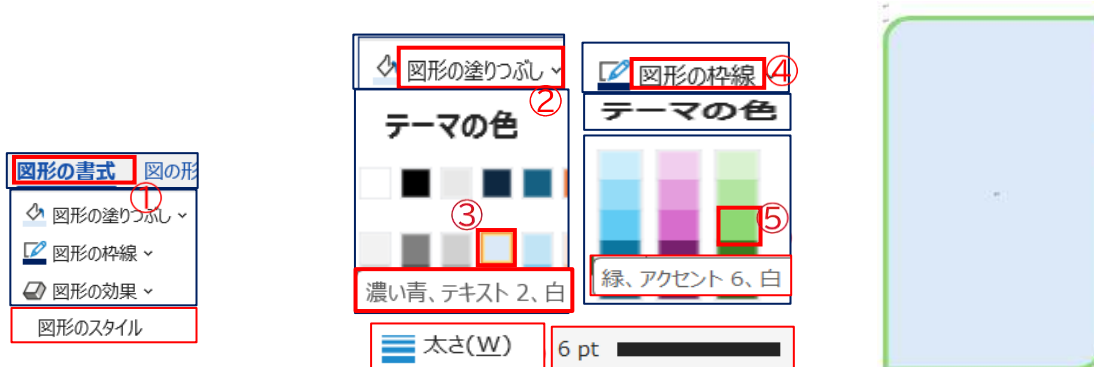 図形の書式 図の形
①
図形の塗りつぶし
図形の枠線
図形の効果
図形のスタイル
図形の塗りつぶし
②
テーマの色
③
濃い青、テキスト 2、白
太さ(W)
6 pt
図形の枠線 ④
テーマの色
⑤
緑、アクセント 6、白